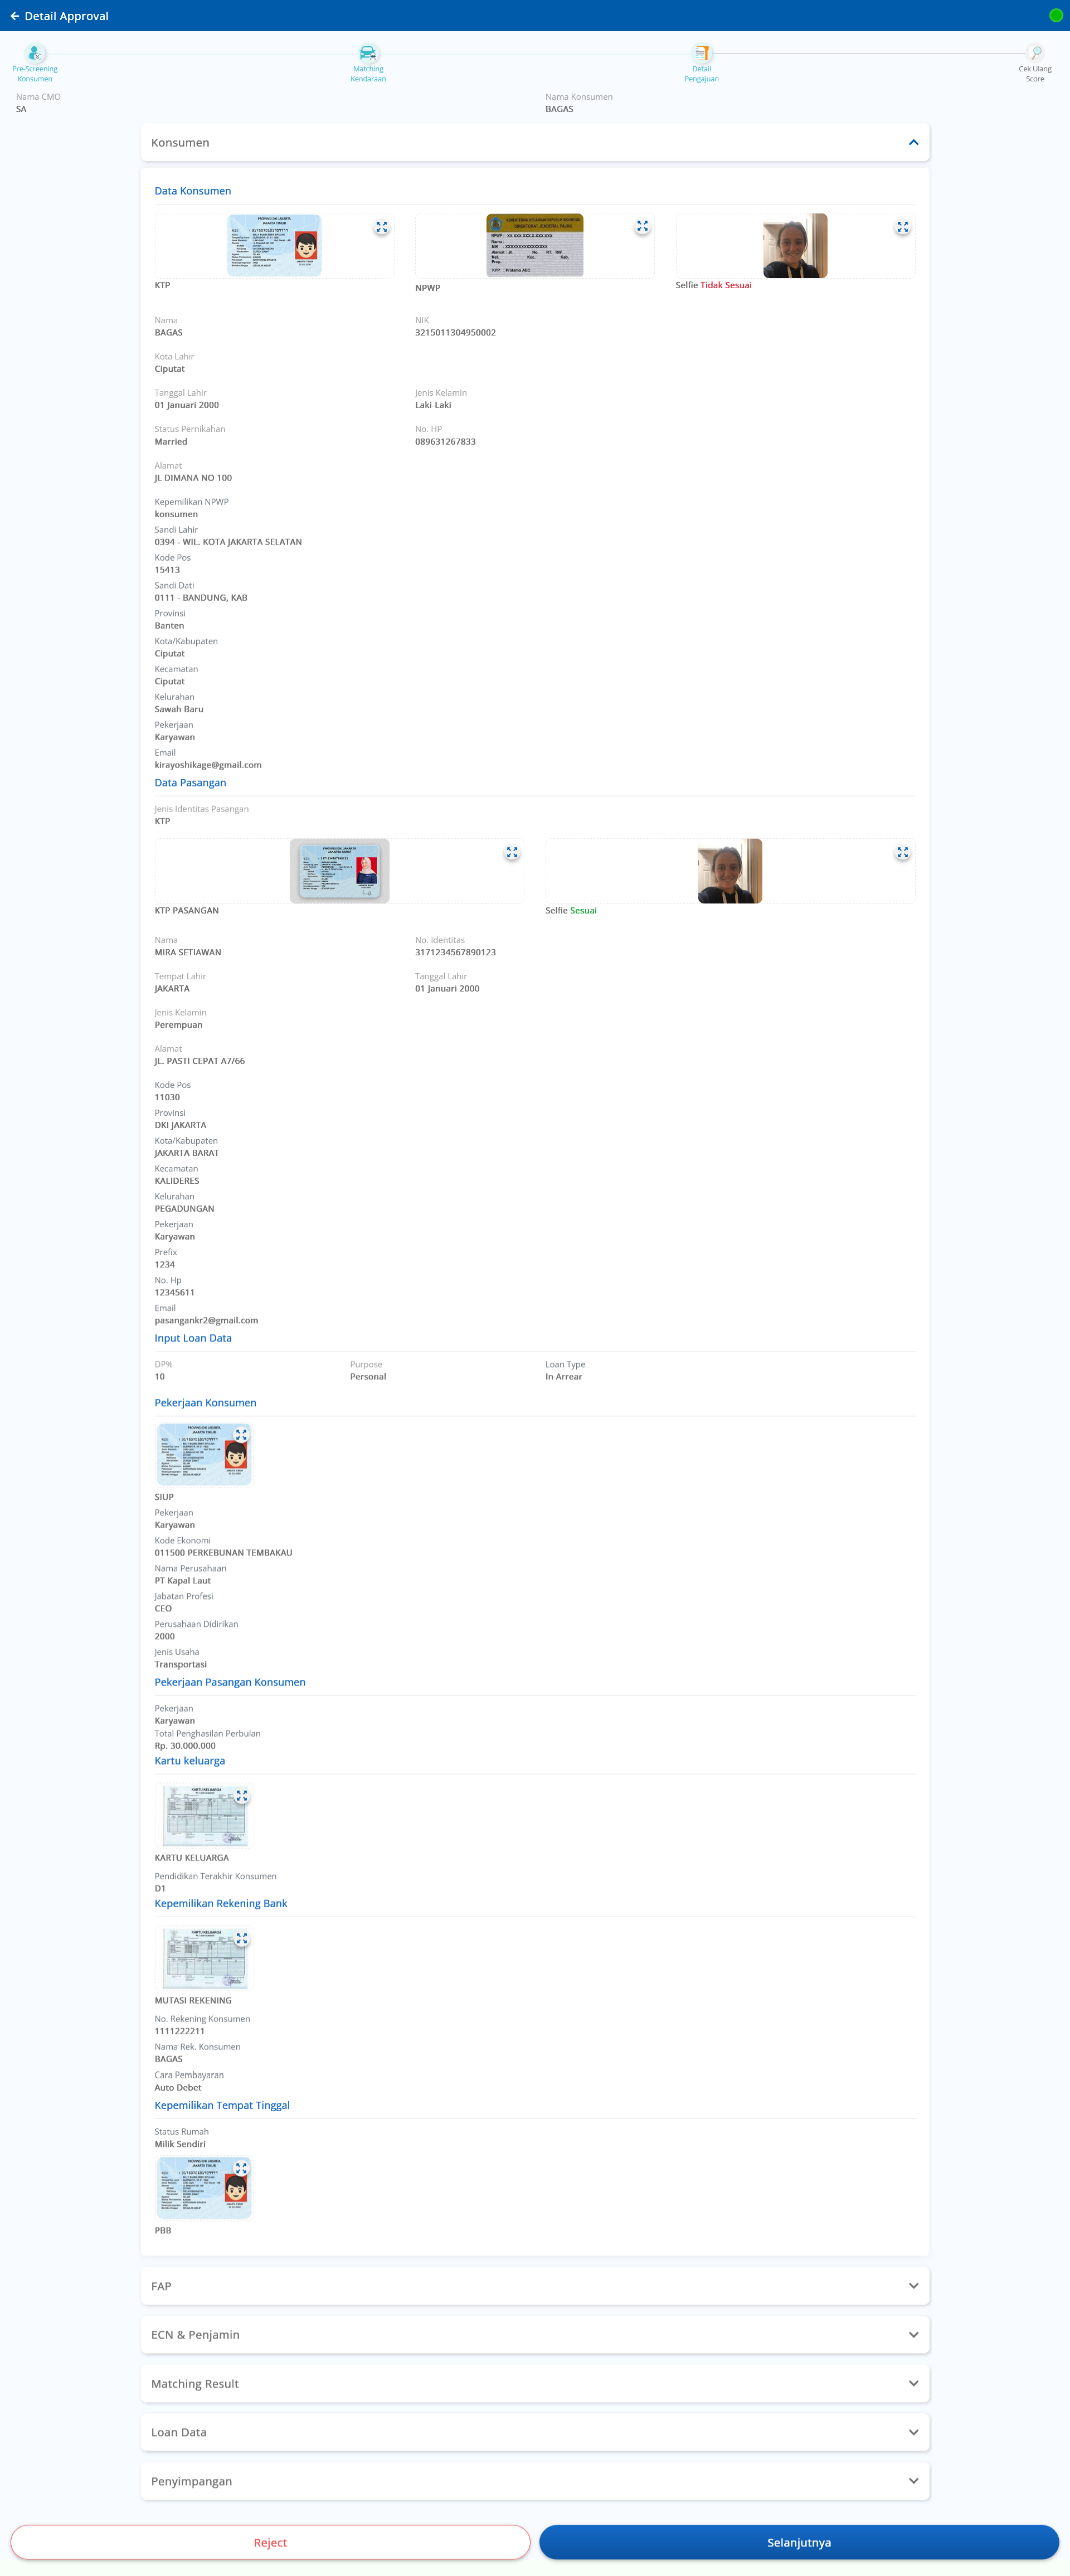 Detail Approval
Pre-Screening
Konsumen
Matching
Kendaraan
Detail
Pengajuan
Cek Ulang
Score
Nama CMO
SA
Nama Konsumen
BAGAS
Konsumen
Data Konsumen
KTP
NPWP
Selfie Tidak Sesuai
Nama
BAGAS
NIK
3215011304950002
Kota Lahir
Ciputat
Tanggal Lahir
01 Januari 2000
Jenis Kelamin
Laki-Laki
Status Pernikahan
Married
No. HP
089631267833
Alamat
JL DIMANA NO 100
Kepemilikan NPWP
konsumen
Sandi Lahir
0394 - WIL. KOTA JAKARTA SELATAN
Kode Pos
15413
Sandi Dati
0111 - BANDUNG, KAB
Provinsi
Banten
Kota/Kabupaten
Ciputat
Kecamatan
Ciputat
Kelurahan
Sawah Baru
Pekerjaan
Karyawan
Email
kirayoshikage@gmail.com
Data Pasangan
Jenis Identitas Pasangan
KTP
KTP PASANGAN
Selfie Sesuai
Nama
MIRA SETIAWAN
No. Identitas
3171234567890123
Tempat Lahir
JAKARTA
Tanggal Lahir
01 Januari 2000
Jenis Kelamin
Perempuan
Alamat
JL. PASTI CEPAT A7/66
Kode Pos
11030
Provinsi
DKI JAKARTA
Kota/Kabupaten
JAKARTA BARAT
Kecamatan
KALIDERES
Kelurahan
PEGADUNGAN
Pekerjaan
Karyawan
Prefix
1234
No. Hp
12345611
Email
pasangankr2@gmail.com
Input Loan Data
DP%
10
Purpose
Personal
Loan Type
In Arrear
Pekerjaan Konsumen
SIUP
Pekerjaan
Karyawan
Kode Ekonomi
011500 PERKEBUNAN TEMBAKAU
Nama Perusahaan
PT Kapal Laut
Jabatan Profesi
CEO
Perusahaan Didirikan
2000
Jenis Usaha
Transportasi
Pekerjaan Pasangan Konsumen
Pekerjaan
Karyawan
Total Penghasilan Perbulan
Rp. 30.000.000
Kartu keluarga
KARTU KELUARGA
Pendidikan Terakhir Konsumen
D1
Kepemilikan Rekening Bank
MUTASI REKENING
No. Rekening Konsumen
1111222211
Nama Rek. Konsumen
BAGAS
Cara Pembayaran
Auto Debet
Kepemilikan Tempat Tinggal
Status Rumah
Milik Sendiri
PBB
FAP
ECN & Penjamin
Matching Result
Loan Data
Penyimpangan
Reject
Selanjutnya